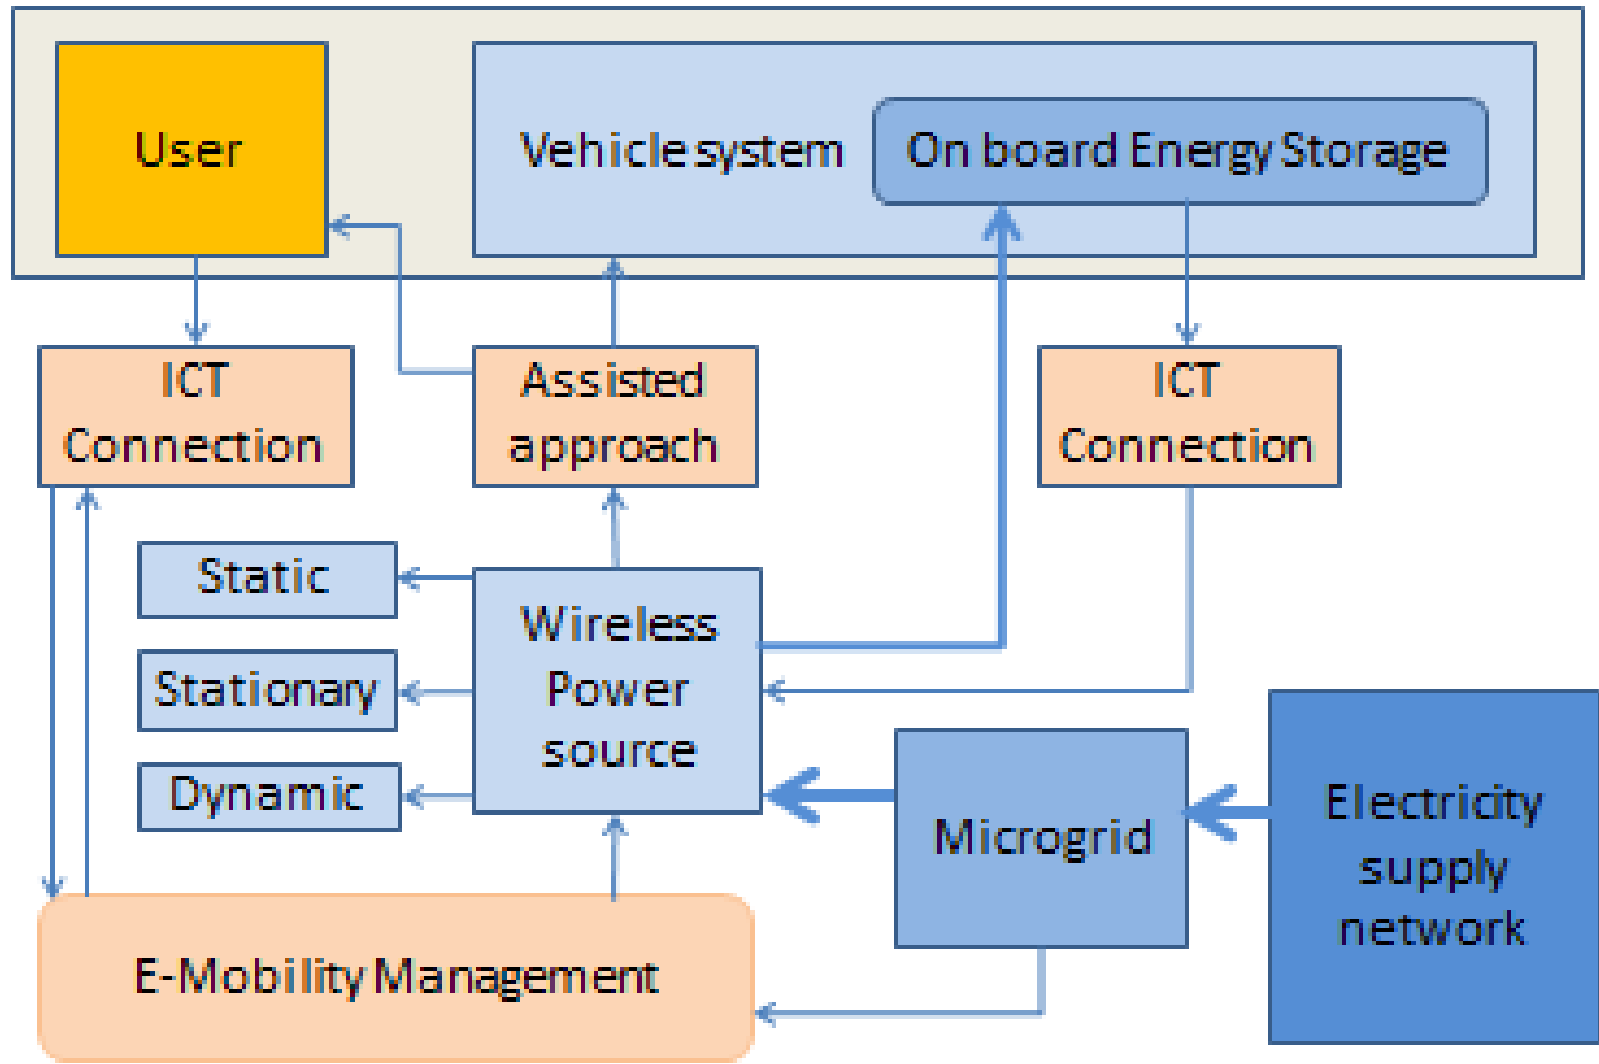 User
Vehicle system
On board Energy Storage
ICT
Connection
Assisted
approach
ICT
Connection
Static
Stationary
Dynamic
Wireless
Power
source
Microgrid
Electricity
supply
network
E-Mobility Management